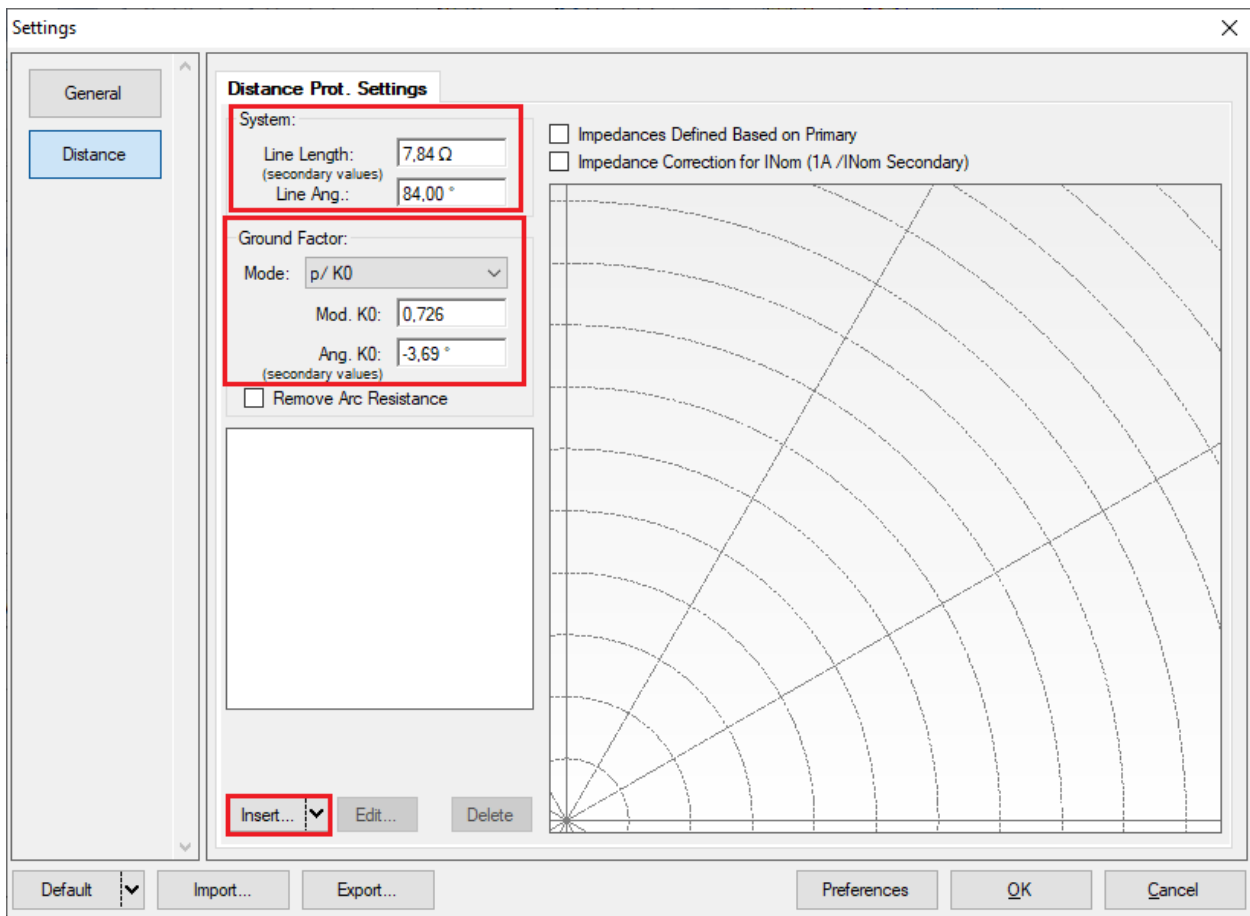 Settings
General
Distance
Distance Prot. Settings
System:
Line Length: 7,84 Ω
(secondary values)
Line Ang.: 84,00 °
Ground Factor:
Mode: p/ K0
Mod. K0: 0,726
Ang. K0: -3,69 °
(secondary values)
Remove Arc Resistance
Impedances Defined Based on Primary
Impedance Correction for INom (1A /INom Secondary)
Insert... Edit... Delete
Default Import... Export... Preferences OK Cancel